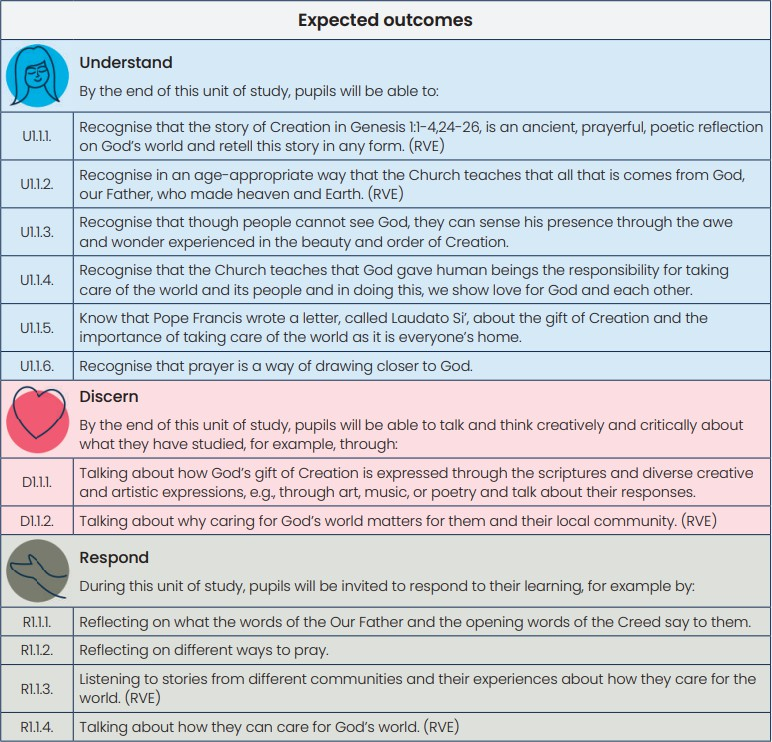 Expected outcomes
Understand
By the end of this unit of study, pupils will be able to:
U1.1.1.
Recognise that the story of Creation in Genesis 1:1-4,24-26, is an ancient, prayerful, poetic reflection
on God's world and retell this story in any form. (RVE)
U1.1.2.
Recognise in an age-appropriate way that the Church teaches that all that is comes from God,
our Father, who made heaven and Earth. (RVE)
U1.1.3.
Recognise that though people cannot see God, they can sense his presence through the awe
and wonder experienced in the beauty and order of Creation.
U1.1.4.
Recognise that the Church teaches that God gave human beings the responsibility for taking
care of the world and its people and in doing this, we show love for God and each other.
U1.1.5.
Know that Pope Francis wrote a letter, called Laudato Si', about the gift of Creation and the
importance of taking care of the world as it is everyone's home.
U1.1.6.
Recognise that prayer is a way of drawing closer to God.
Discern
By the end of this unit of study, pupils will be able to talk and think creatively and critically about
what they have studied, for example, through:
D1.1.1.
Talking about how God's gift of Creation is expressed through the scriptures and diverse creative
and artistic expressions, e.g., through art, music, or poetry and talk about their responses.
D1.1.2.
Talking about why caring for God's world matters for them and their local community. (RVE)
Respond
During this unit of study, pupils will be invited to respond to their learning, for example by:
R1.1.1.
Reflecting on what the words of the Our Father and the opening words of the Creed say to them.
R1.1.2.
Reflecting on different ways to pray.
R1.1.3.
Listening to stories from different communities and their experiences about how they care for the
world. (RVE)
R1.1.4.
Talking about how they can care for God's world. (RVE)